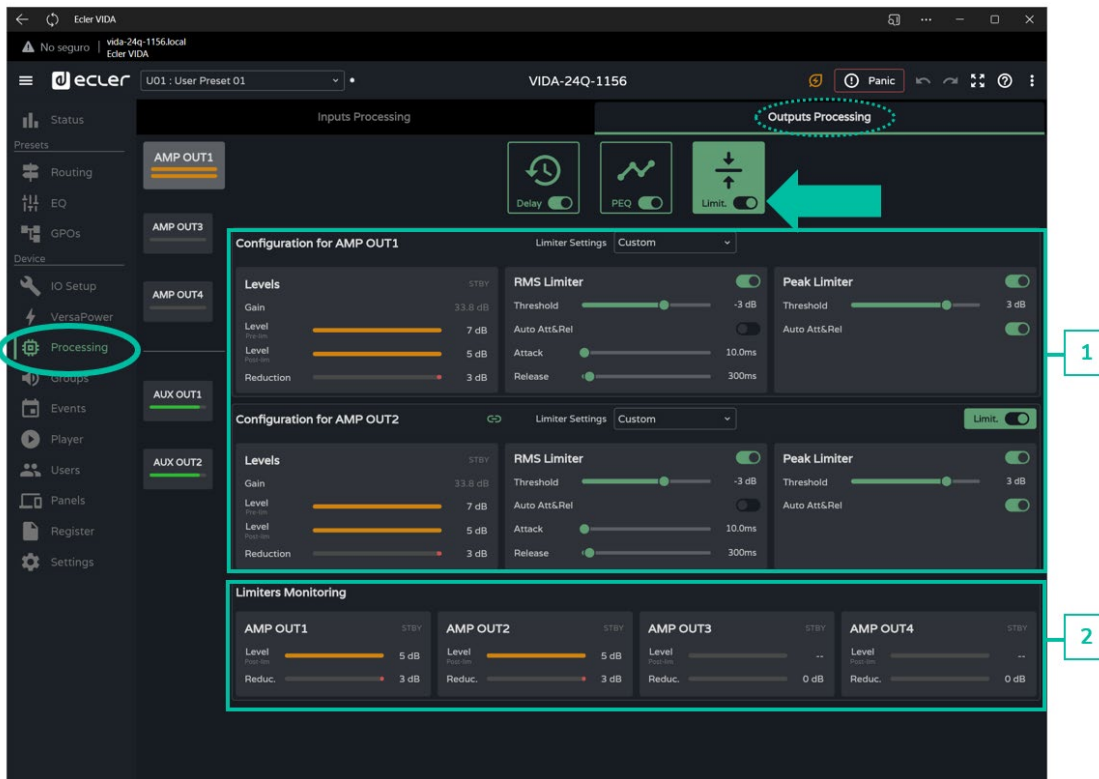 Ecler VIDA
No seguro | vida-24q-1156.local
Ecler VIDA
ecler
U01 : User Preset 01
VIDA-24Q-1156
Panic
Status
Presets
Routing
EQ
GPOs
Device
IO Setup
VersaPower
Processing
Groups
Events
Player
Users
Panels
Register
Settings
Inputs Processing
Outputs Processing
AMP OUT1
AMP OUT3
AMP OUT4
AUX OUT1
AUX OUT2
Delay
PEQ
Limit.
Configuration for AMP OUT1
Limiter Settings Custom
Levels STBY
Gain 33.8 dB
Level 7 dB
Pre-lim
Level 5 dB
Post-lim
Reduction 3 dB
RMS Limiter
Threshold -3 dB
Auto Att&Rel
Attack 10.0ms
Release 300ms
Peak Limiter
Threshold 3 dB
Auto Att&Rel
1
Configuration for AMP OUT2
Limiter Settings Custom
Limit.
Levels STBY
Gain 33.8 dB
Level 7 dB
Pre-lim
Level 5 dB
Post-lim
Reduction 3 dB
RMS Limiter
Threshold -3 dB
Auto Att&Rel
Attack 10.0ms
Release 300ms
Peak Limiter
Threshold 3 dB
Auto Att&Rel
Limiters Monitoring
AMP OUT1 STBY
Level 5 dB
Post-lim
Reduc. 3 dB
AMP OUT2 STBY
Level 5 dB
Post-lim
Reduc. 3 dB
AMP OUT3 STBY
Level --
Post-lim
Reduc. 0 dB
AMP OUT4 STBY
Level --
Post-lim
Reduc. 0 dB
2